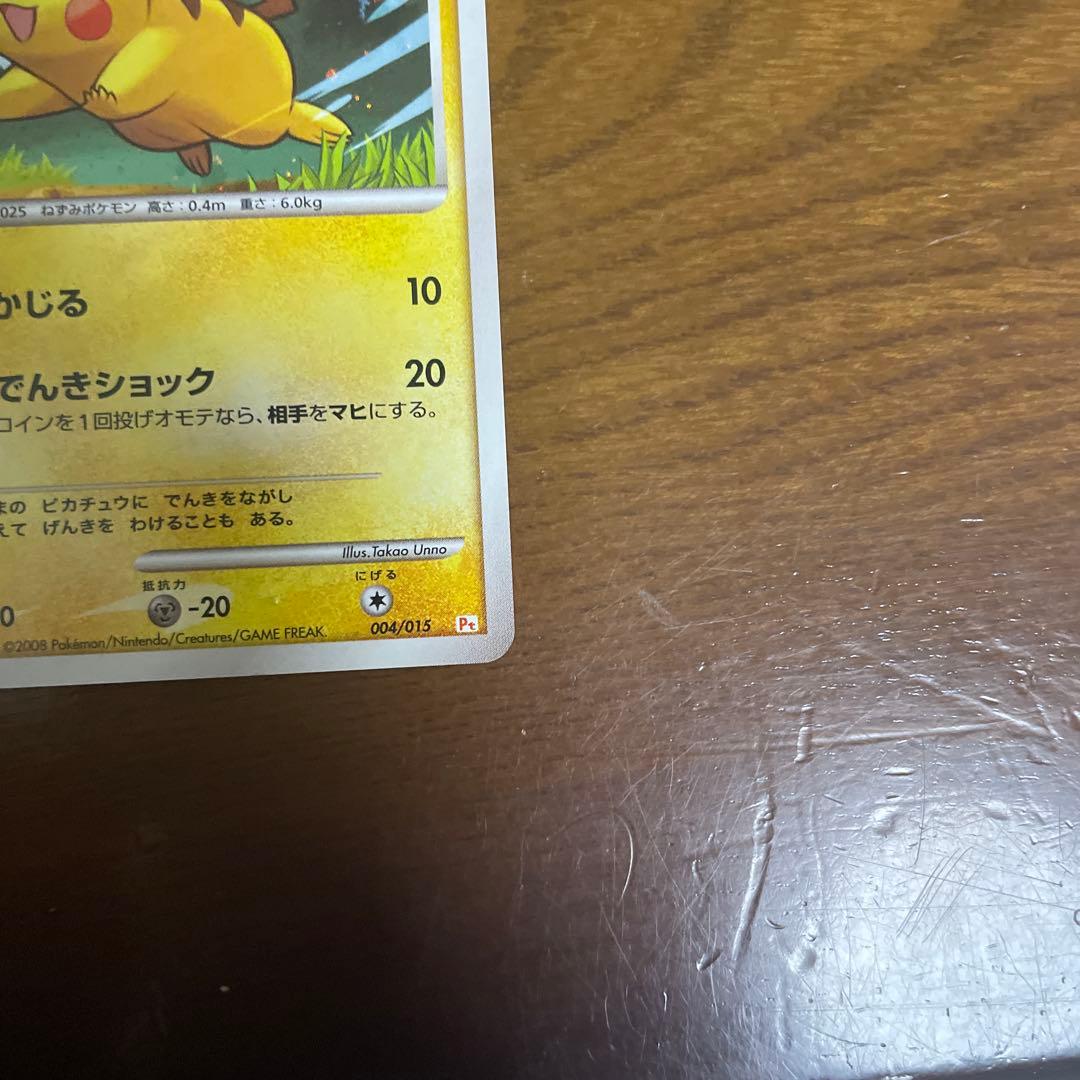 025 ねずみポケモン 高さ:0.4m 重さ:6.0kg
かじる 10
でんきショック 20
コインを1回投げオモテなら、相手をマヒにする。
まの ピカチュウに でんきをながし
えて げんきを わけることも ある。
Illus. Takao Unno
抵抗力 にげる
0 -20
004/015 Pt
©2008 Pokémon/Nintendo/Creatures/GAME FREAK.